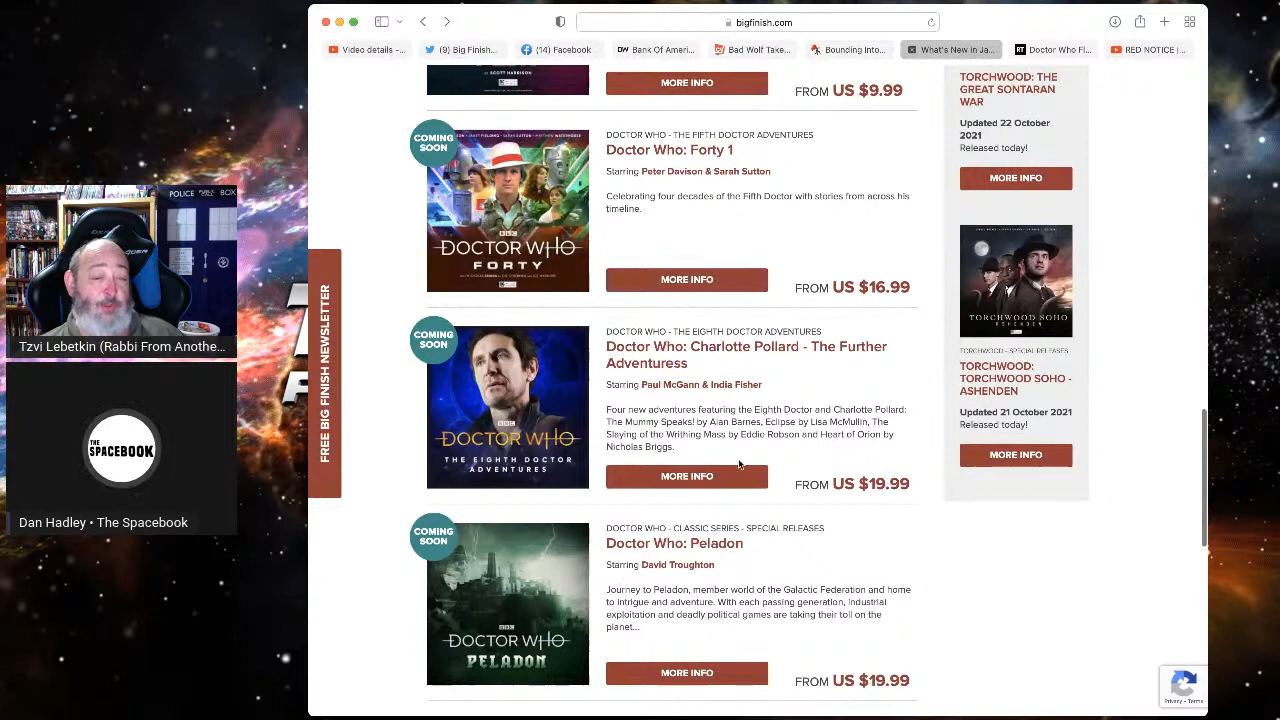 bigfinish.com
Video details –...
(9) Big Finish...
(14) Facebook
DW
Bank Of Ameri...
Bad Wolf Take...
Bounding Into...
What's New in Ja...
RT
Doctor Who Fl...
RED NOTICE |...
POLICE
BOX
Tzvi Lebetkin (Rabbi From Anothe...
THE
SPACEBOOK
Dan Hadley • The Spacebook
FREE BIG FINISH NEWSLETTER
BY SCOTT HARRISON
MORE INFO
FROM US $9.99
COMING
SOON
BBC
DOCTOR WHO
FORTY
DOCTOR WHO - THE FIFTH DOCTOR ADVENTURES
Doctor Who: Forty 1
Starring Peter Davison & Sarah Sutton
Celebrating four decades of the Fifth Doctor with stories from across his
timeline.
MORE INFO
FROM US $16.99
COMING
SOON
BBC
DOCTOR WHO
THE EIGHTH DOCTOR
ADVENTURES
DOCTOR WHO - THE EIGHTH DOCTOR ADVENTURES
Doctor Who: Charlotte Pollard - The Further
Adventuress
Starring Paul McGann & India Fisher
Four new adventures featuring the Eighth Doctor and Charlotte Pollard:
The Mummy Speaks! by Alan Barnes, Eclipse by Lisa McMullin, The
Slaying of the Writhing Mass by Eddie Robson and Heart of Orion by
Nicholas Briggs.
MORE INFO
FROM US $19.99
COMING
SOON
BBC
DOCTOR WHO
PELADON
DOCTOR WHO - CLASSIC SERIES - SPECIAL RELEASES
Doctor Who: Peladon
Starring David Troughton
Journey to Peladon, member world of the Galactic Federation and home
to intrigue and adventure. With each passing generation, industrial
exploitation and deadly political games are taking their toll on the
planet...
MORE INFO
FROM US $19.99
TORCHWOOD: THE
GREAT SONTARAN
WAR
Updated 22 October
2021
Released today!
MORE INFO
TORCHWOOD SOHO
ASHENDEN
TORCHWOOD - SPECIAL RELEASES
TORCHWOOD:
TORCHWOOD SOHO -
ASHENDEN
Updated 21 October 2021
Released today!
MORE INFO
Privacy - Terms